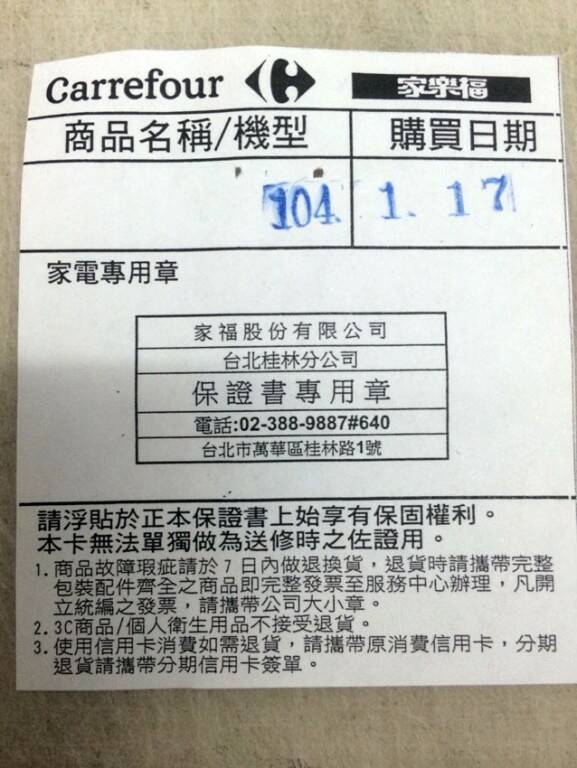 Carrefour 家樂福
商品名稱/機型 購買日期
104. 1. 17
家電專用章
家福股份有限公司
台北桂林分公司
保證書專用章
電話:02-388-9887#640
台北市萬華區桂林路1號
請浮貼於正本保證書上始享有保固權利。
本卡無法單獨做為送修時之佐證用。
1. 商品故障瑕疵請於7日內做退換貨，退貨時請攜帶完整
包裝配件齊全之商品即完整發票至服務中心辦理，凡開
立統編之發票，請攜帶公司大小章。
2. 3C商品/個人衛生用品不接受退貨。
3. 使用信用卡消費如需退貨，請攜帶原消費信用卡，分期
退貨請攜帶分期信用卡簽單。